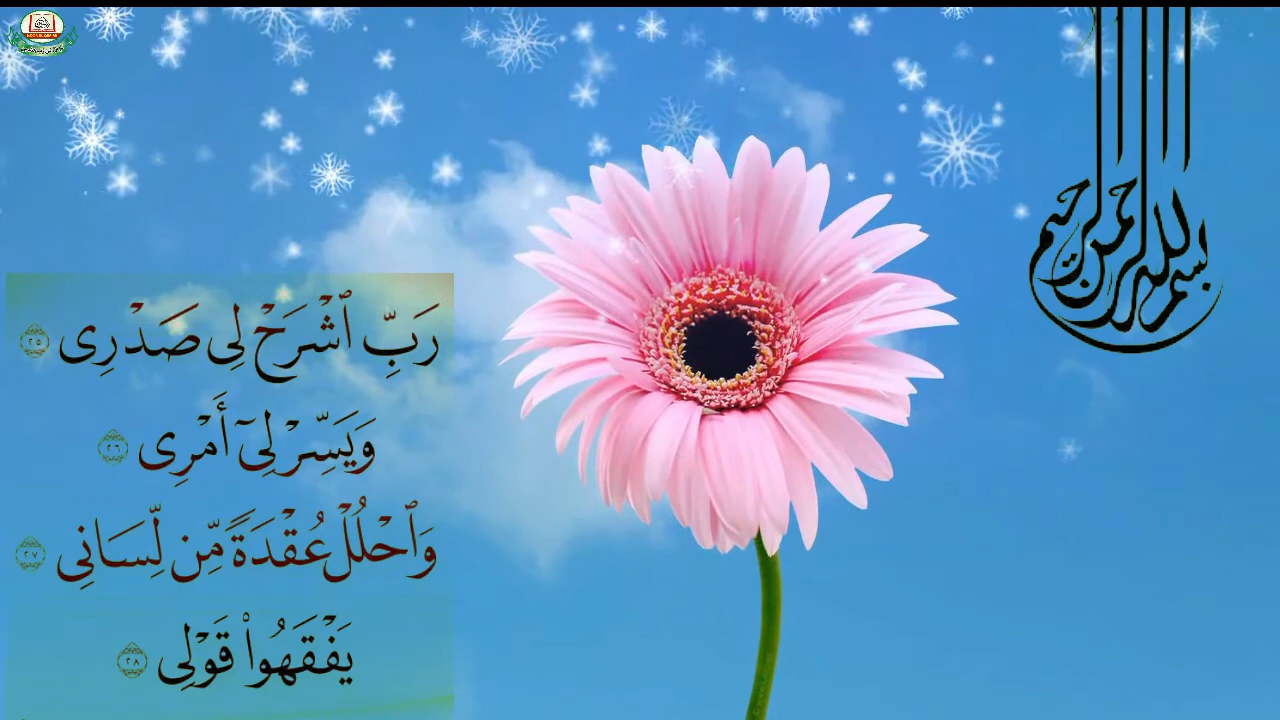 بسم الله الرحمن الرحيم
رَبِّ ٱشْرَحْ لِى صَدْرِى ٢٥
وَيَسِّرْ لِىٓ أَمْرِى ٢٦
وَٱحْلُلْ عُقْدَةً مِّن لِّسَانِى ٢٧
يَفْقَهُوا۟ قَوْلِى ٢٨